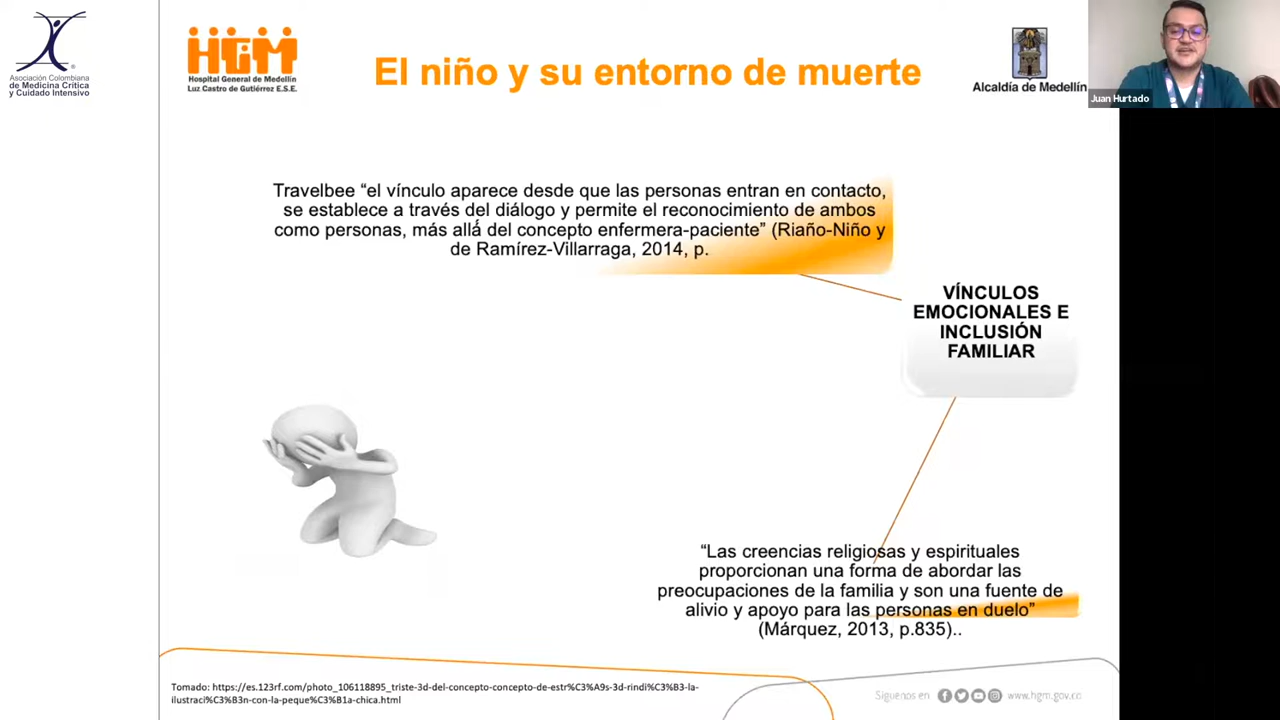 Asociación Colombiana
de Medicina Crítica
y Cuidado Intensivo
HGM
Hospital General de Medellín
Luz Castro de Gutiérrez E.S.E.
El niño y su entorno de muerte
Alcaldía de Medellín
Juan Hurtado
Travelbee “el vínculo aparece desde que las personas entran en contacto,
se establece a través del diálogo y permite el reconocimiento de ambos
como personas, más allá del concepto enfermera-paciente” (Riaño-Niño y
de Ramírez-Villarraga, 2014, p.
VÍNCULOS
EMOCIONALES E
INCLUSIÓN
FAMILIAR
“Las creencias religiosas y espirituales
proporcionan una forma de abordar las
preocupaciones de la familia y son una fuente de
alivio y apoyo para las personas en duelo”
(Márquez, 2013, p.835)..
Tomado: https://es.123rf.com/photo_106118895_triste-3d-del-concepto-concepto-de-estr%C3%A9s-3d-rindi%C3%B3-la-
ilustraci%C3%B3n-con-la-peque%C3%B1a-chica.html
Síguenos en
www.hgm.gov.co